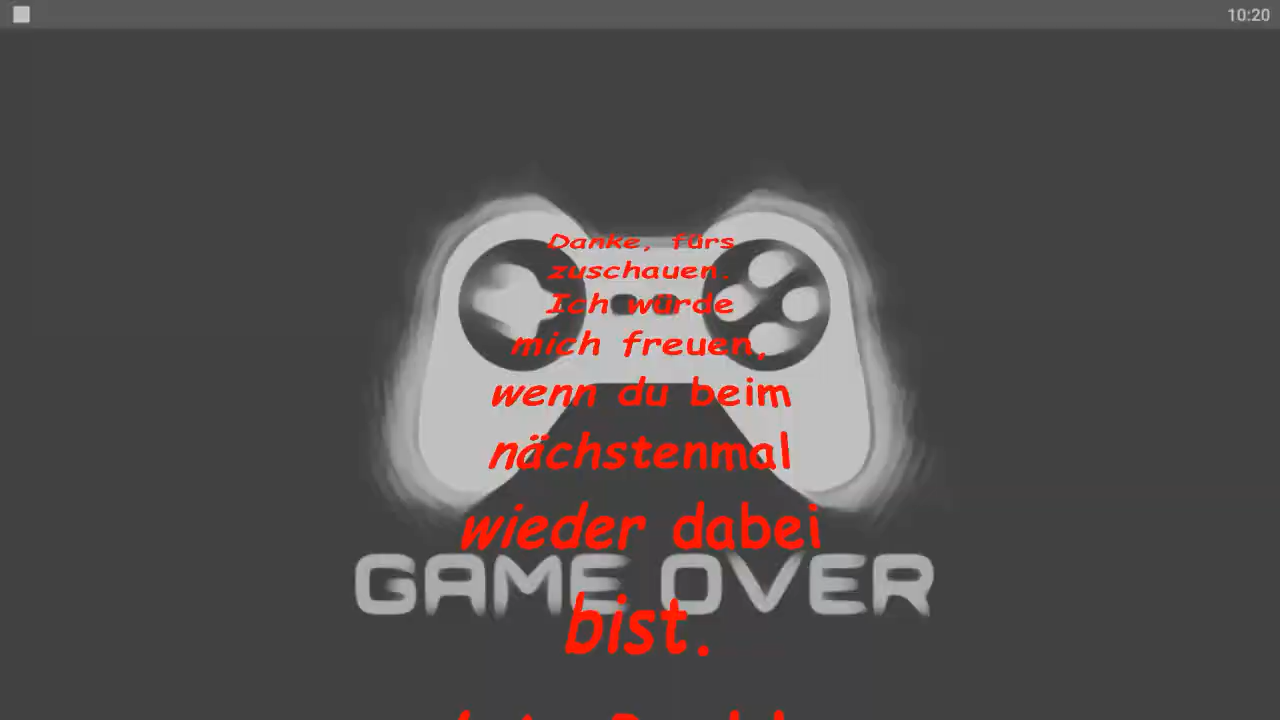 10:20
Danke, fürs
zuschauen.
Ich würde
mich freuen,
wenn du beim
nächstenmal
wieder dabei
GAME OVER
bist.